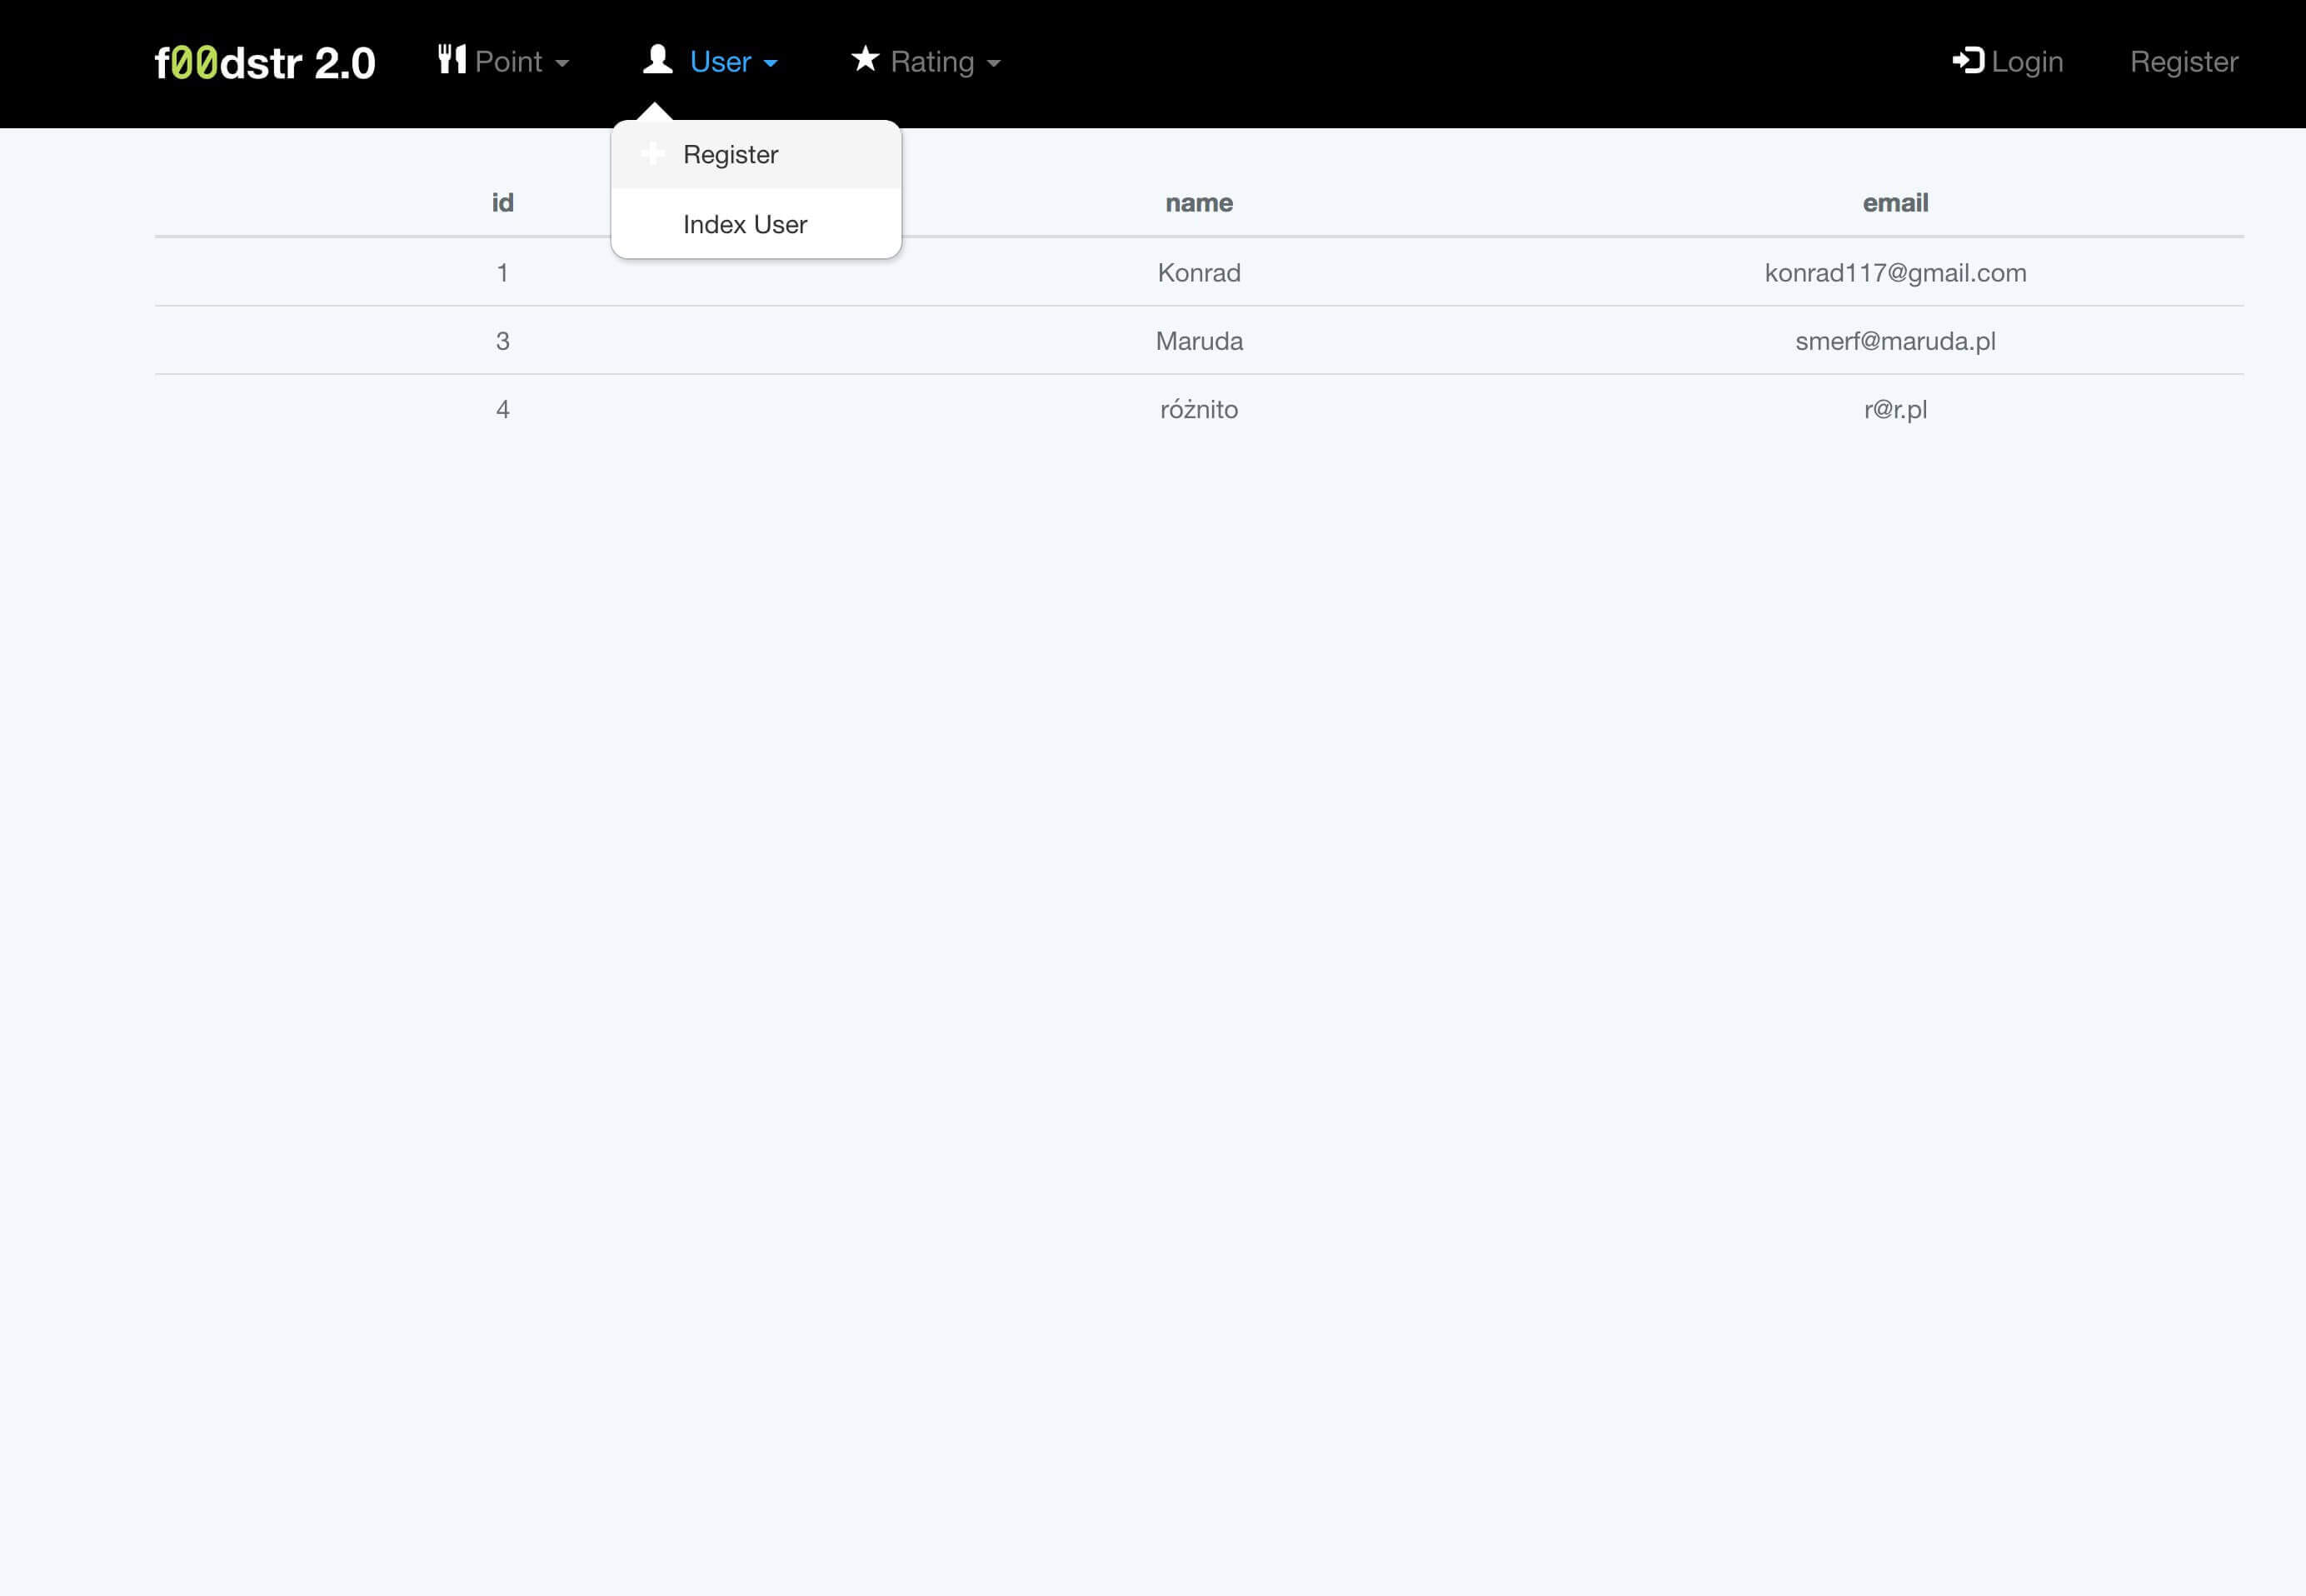 f00dstr 2.0 Point User Rating Login Register
Register
Index User
id name email
1 Konrad konrad117@gmail.com
3 Maruda smerf@maruda.pl
4 różnito r@r.pl